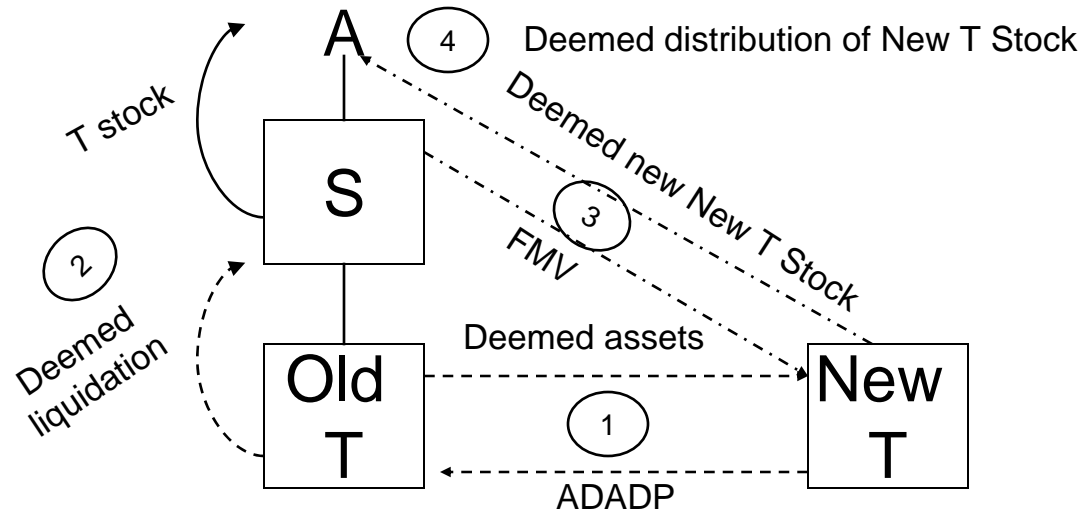 A
4
Deemed distribution of New T Stock
T stock
Deemed new New T Stock
S
3
FMV
2
Deemed
liquidation
Deemed assets
Old
T
New
T
1
ADADP